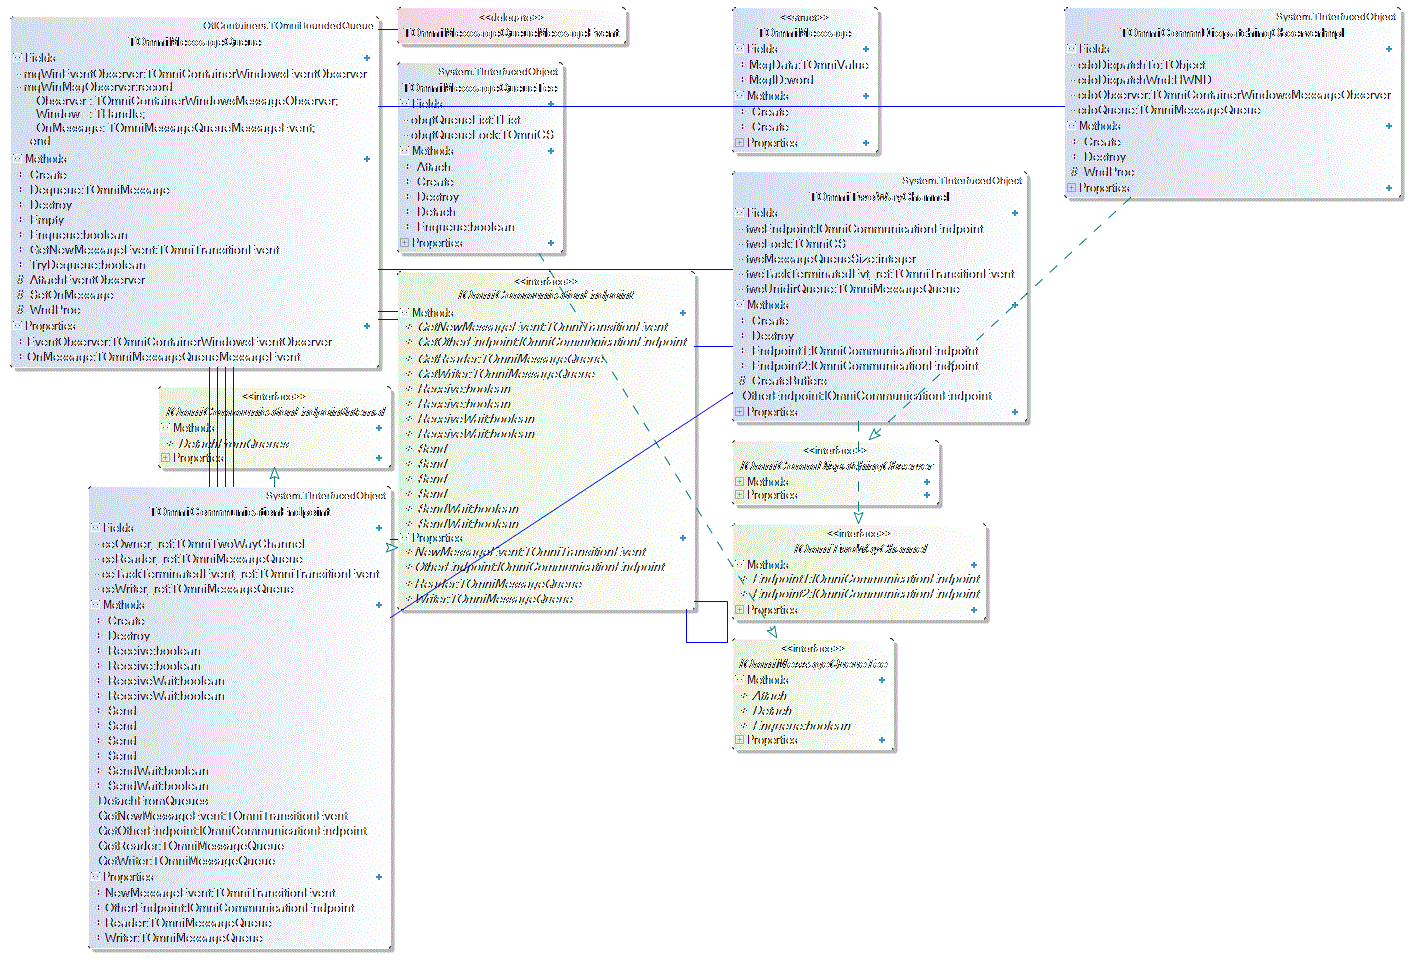 OtlContainers.TOmniBoundedQueue
TOmniMessageQueue
Fields
mqWinEventObserver:TOmniContainerWindowsEventObserver
mqWinMsgObserver:record
Observer : TOmniContainerWindowsMessageObserver;
Window : THandle;
OnMessage: TOmniMessageQueueMessageEvent;
end
Methods
Create
Dequeue:TOmniMessage
Destroy
Empty
Enqueue:boolean
GetNewMessageEvent:TOmniTransitionEvent
TryDequeue:boolean
AttachEventObserver
SetOnMessage
WndProc
Properties
EventObserver:TOmniContainerWindowsEventObserver
OnMessage:TOmniMessageQueueMessageEvent
<<delegate>>
TOmniMessageQueueMessageEvent
System.TInterfacedObject
TOmniMessageQueueTee
Fields
obqtQueueList:TList
obqtQueueLock:TOmniCS
Methods
Attach
Create
Destroy
Detach
Enqueue:boolean
Properties
<<struct>>
TOmniMessage
Fields
MsgData:TOmniValue
MsgID:word
Methods
Create
Create
Properties
System.TInterfacedObject
TOmniCommDispatchingObserverImpl
Fields
cdoDispatchTo:TObject
cdoDispatchWnd:HWND
cdoObserver:TOmniContainerWindowsMessageObserver
cdoQueue:TOmniMessageQueue
Methods
Create
Destroy
WndProc
Properties
System.TInterfacedObject
TOmniTwoWayChannel
Fields
twcEndpoint:IOmniCommunicationEndpoint
twcLock:TOmniCS
twcMessageQueueSize:integer
twcTaskTerminatedEvt_ref:TOmniTransitionEvent
twcUnidirQueue:TOmniMessageQueue
Methods
Create
Destroy
Endpoint1:IOmniCommunicationEndpoint
Endpoint2:IOmniCommunicationEndpoint
CreateBuffers
OtherEndpoint:IOmniCommunicationEndpoint
Properties
<<interface>>
IOmniCommunicationEndpoint
Methods
GetNewMessageEvent:TOmniTransitionEvent
GetOtherEndpoint:IOmniCommunicationEndpoint
GetReader:TOmniMessageQueue
GetWriter:TOmniMessageQueue
Receive:boolean
Receive:boolean
ReceiveWait:boolean
ReceiveWait:boolean
Send
Send
Send
Send
SendWait:boolean
SendWait:boolean
Properties
NewMessageEvent:TOmniTransitionEvent
OtherEndpoint:IOmniCommunicationEndpoint
Reader:TOmniMessageQueue
Writer:TOmniMessageQueue
<<interface>>
IOmniCommunicationEndpointInternal
Methods
DetachFromQueues
Properties
<<interface>>
IOmniCommDispatchingObserver
Methods
Properties
<<interface>>
IOmniTwoWayChannel
Methods
Endpoint1:IOmniCommunicationEndpoint
Endpoint2:IOmniCommunicationEndpoint
Properties
<<interface>>
IOmniMessageQueueTee
Methods
Attach
Detach
Enqueue:boolean
Properties
System.TInterfacedObject
TOmniCommunicationEndpoint
Fields
ceOwner_ref:TOmniTwoWayChannel
ceReader_ref:TOmniMessageQueue
ceTaskTerminatedEvent_ref:TOmniTransitionEvent
ceWriter_ref:TOmniMessageQueue
Methods
Create
Destroy
Receive:boolean
Receive:boolean
ReceiveWait:boolean
ReceiveWait:boolean
Send
Send
Send
Send
SendWait:boolean
SendWait:boolean
DetachFromQueues
GetNewMessageEvent:TOmniTransitionEvent
GetOtherEndpoint:IOmniCommunicationEndpoint
GetReader:TOmniMessageQueue
GetWriter:TOmniMessageQueue
Properties
NewMessageEvent:TOmniTransitionEvent
OtherEndpoint:IOmniCommunicationEndpoint
Reader:TOmniMessageQueue
Writer:TOmniMessageQueue